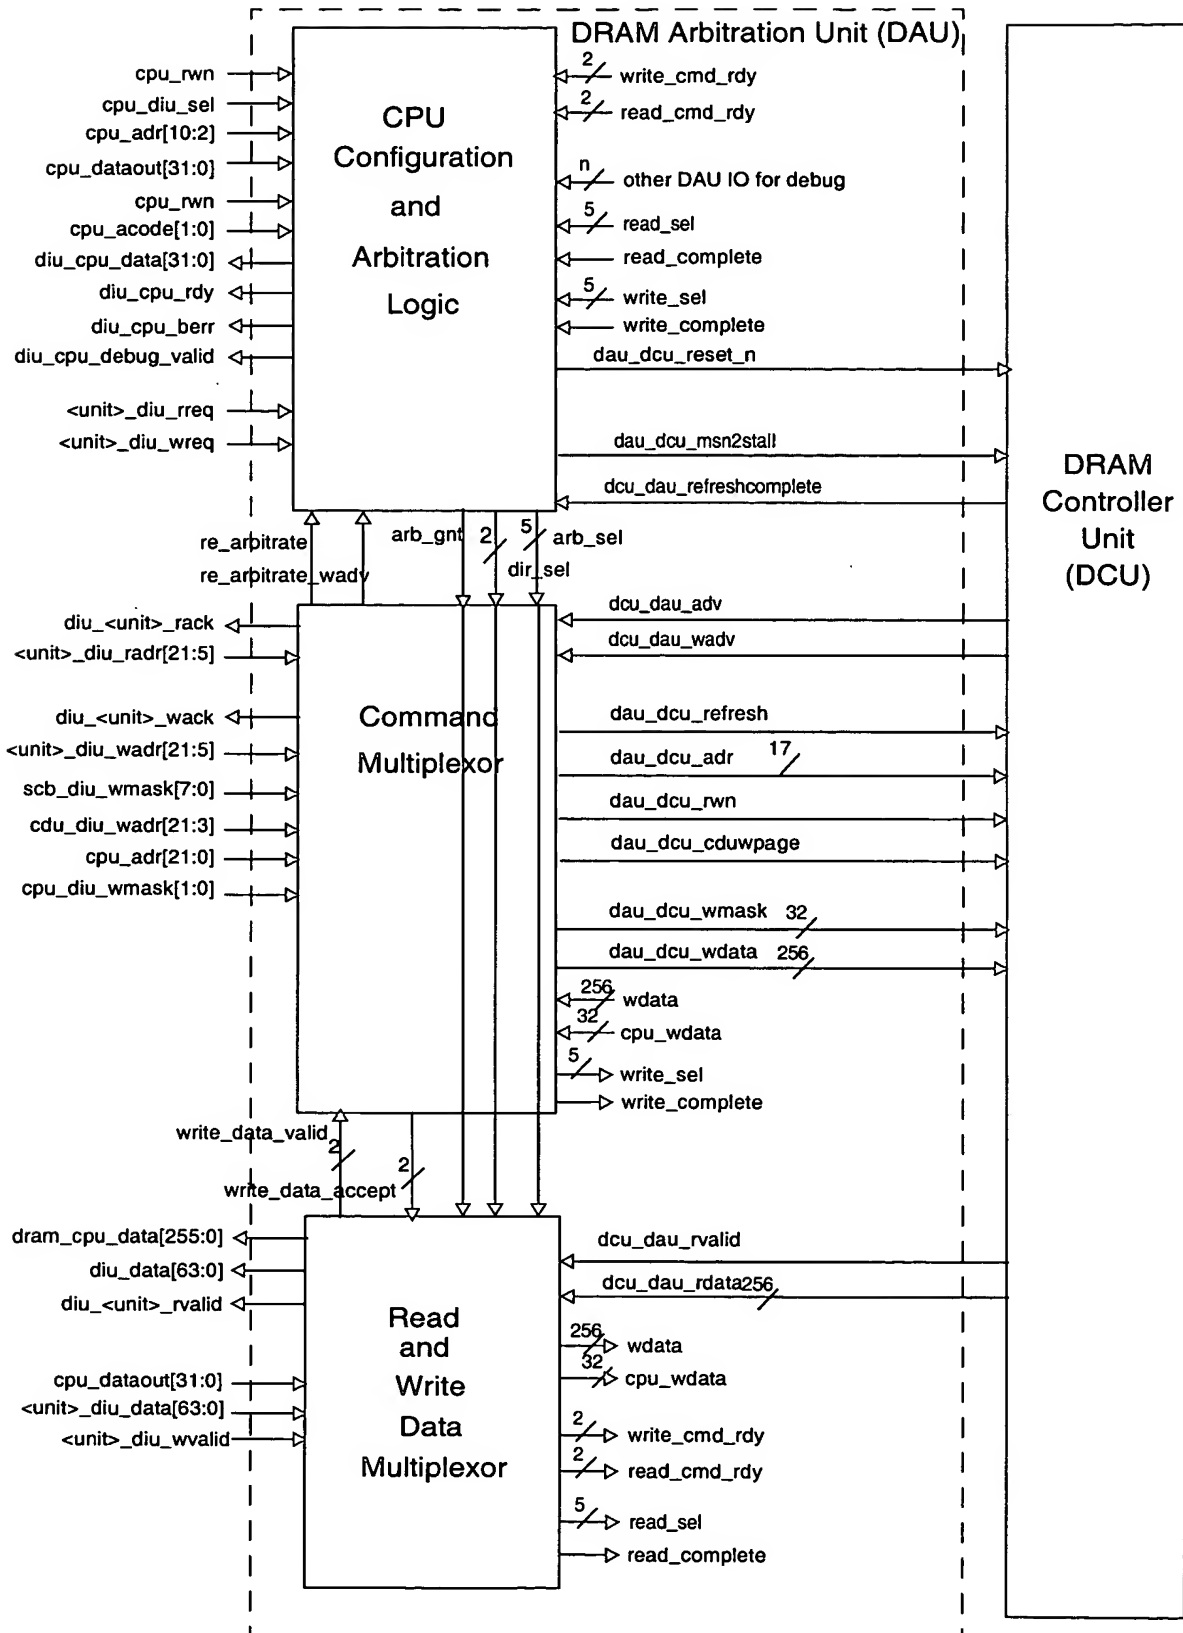 DRAM Arbitration Unit (DAU)
cpu_rwn
cpu_diu_sel
cpu_adr[10:2]
cpu_dataout[31:0]
cpu_rwn
cpu_acode[1:0]
diu_cpu_data[31:0]
diu_cpu_rdy
diu_cpu_berr
diu_cpu_debug_valid
<unit>_diu_rreq
<unit>_diu_wreq
CPU
Configuration
and
Arbitration
Logic
2
write_cmd_rdy
2
read_cmd_rdy
n
other DAU IO for debug
5
read_sel
read_complete
5
write_sel
write_complete
dau_dcu_reset_n
dau_dcu_msn2stall
dcu_dau_refreshcomplete
DRAM
Controller
Unit
(DCU)
re_arbitrate
re_arbitrate_wadv
arb_gnt
2
5
arb_sel
dir_sel
diu_<unit>_rack
<unit>_diu_radr[21:5]
diu_<unit>_wack
<unit>_diu_wadr[21:5]
scb_diu_wmask[7:0]
cdu_diu_wadr[21:3]
cpu_adr[21:0]
cpu_diu_wmask[1:0]
Command
Multiplexor
dcu_dau_adv
dcu_dau_wadv
dau_dcu_refresh
dau_dcu_adr
17
dau_dcu_rwn
dau_dcu_cduwpage
dau_dcu_wmask
32
dau_dcu_wdata
256
256
wdata
32
cpu_wdata
5
write_sel
write_complete
write_data_valid
2
2
write_data_accept
dram_cpu_data[255:0]
diu_data[63:0]
diu_<unit>_rvalid
cpu_dataout[31:0]
<unit>_diu_data[63:0]
<unit>_diu_wvalid
Read
and
Write
Data
Multiplexor
dcu_dau_rvalid
dcu_dau_rdata
256
256
wdata
32
cpu_wdata
2
write_cmd_rdy
2
read_cmd_rdy
5
read_sel
read_complete